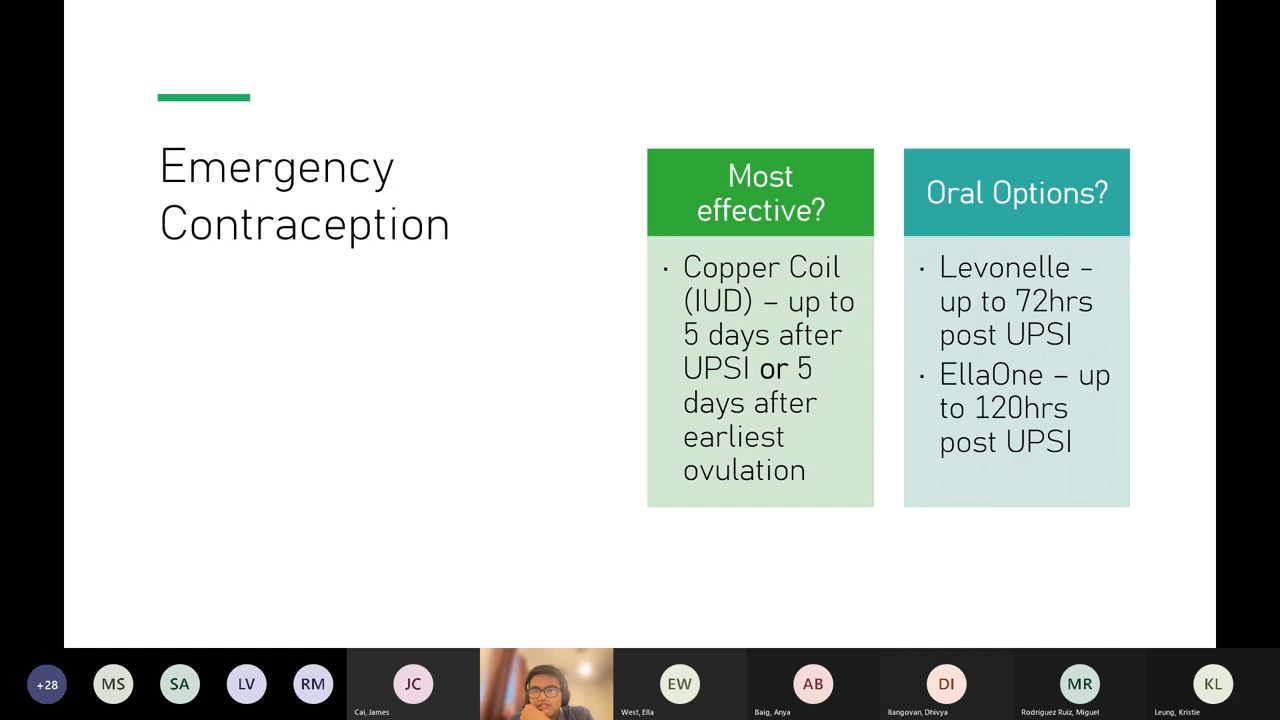 Emergency
Contraception
Most
effective?
· Copper Coil
(IUD) – up to
5 days after
UPSI or 5
days after
earliest
ovulation
Oral Options?
· Levonelle –
up to 72hrs
post UPSI
· EllaOne – up
to 120hrs
post UPSI
+28
MS
SA
LV
RM
JC
Cai, James
EW
West, Ella
AB
Baig, Anya
DI
Ilangovan, Dhivya
MR
Rodriguez Ruiz, Miguel
KL
Leung, Kristie